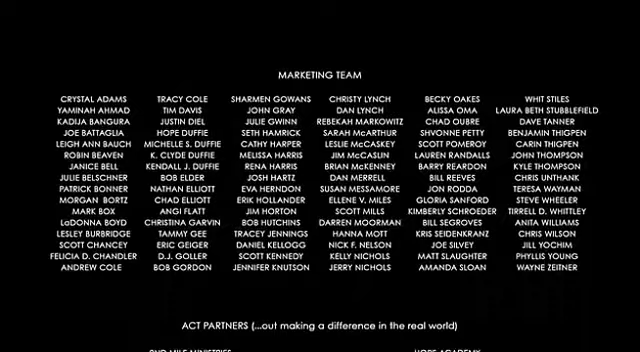 MARKETING TEAM
CRYSTAL ADAMS TRACY COLE SHARMEN GOWANS CHRISTY LYNCH BECKY OAKES WHIT STILES
YAMINAH AHMAD TIM DAVIS JOHN GRAY DAN LYNCH ALISSA OMA LAURA BETH STUBBLEFIELD
KADIJA BANGURA JUSTIN DIEL JULIE GWINN REBEKAH MARKOWITZ CHAD OUBRE DAVE TANNER
JOE BATTAGLIA HOPE DUFFIE SETH HAMRICK SARAH McARTHUR SHVONNE PETTY BENJAMIN THIGPEN
LEIGH ANN BAUCH MICHELLE S. DUFFIE CATHY HARPER LESLIE McCASKEY SCOTT POMEROY CARIN THIGPEN
ROBIN BEAVEN K. CLYDE DUFFIE MELISSA HARRIS JIM McCASLIN LAUREN RANDALLS JOHN THOMPSON
JANICE BELL KENDALL J. DUFFIE RENA HARRIS BRIAN McKENNEY BARRY REARDON KYLE THOMPSON
JULIE BELSCHNER BOB ELDER JOSH HARTZ DAN MERRELL BILL REEVES CHRIS UNTHANK
PATRICK BONNER NATHAN ELLIOTT EVA HERNDON SUSAN MESSAMORE JON RODDA TERESA WAYMAN
MORGAN BORTZ CHAD ELLIOTT ERIK HOLLANDER ELLENE V. MILES GLORIA SANFORD STEVE WHEELER
MARK BOX ANGI FLATT JIM HORTON SCOTT MILLS KIMBERLY SCHROEDER TIRRELL D. WHITTLEY
LaDONNA BOYD CHRISTINA GARVIN BOB HUTCHINS DARREN MOORMAN BILL SEGROVES ANITA WILLIAMS
LESLEY BURBRIDGE TAMMY GEE TRACEY JENNINGS HANNA MOTT KRIS SEIDENKRANZ CHRIS WILSON
SCOTT CHANCEY ERIC GEIGER DANIEL KELLOGG NICK F. NELSON JOE SILVEY JILL YOCHIM
FELICIA D. CHANDLER D.J. GOLLER SCOTT KENNEDY KELLY NICHOLS MATT SLAUGHTER PHYLLIS YOUNG
ANDREW COLE BOB GORDON JENNIFER KNUTSON JERRY NICHOLS AMANDA SLOAN WAYNE ZEITNER
ACT PARTNERS (...out making a difference in the real world)
2ND MILE MINISTRIES HOPE ACADEMY